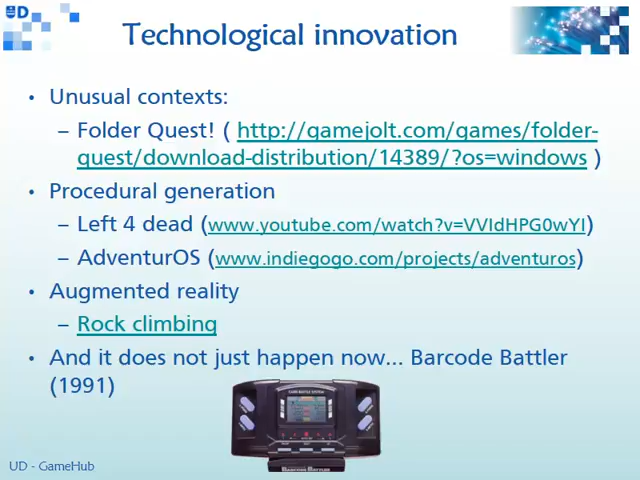 UD
Technological innovation
• Unusual contexts:
– Folder Quest! ( http://gamejolt.com/games/folder-
quest/download-distribution/14389/?os=windows )
• Procedural generation
– Left 4 dead (www.youtube.com/watch?v=VVIdHPG0wYI)
– AdventurOS (www.indiegogo.com/projects/adventuros)
• Augmented reality
– Rock climbing
• And it does not just happen now... Barcode Battler
(1991)
BARCODE BATTLER
UD - GameHub